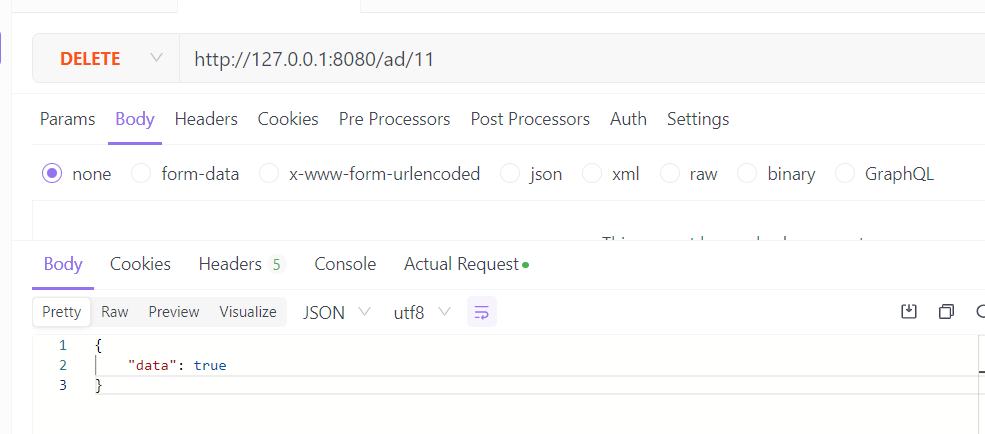 DELETE http://127.0.0.1:8080/ad/11
Params Body Headers Cookies Pre Processors Post Processors Auth Settings
none form-data x-www-form-urlencoded json xml raw binary GraphQL
Body Cookies Headers 5 Console Actual Request
Pretty Raw Preview Visualize JSON utf8
1 {
2 "data": true
3 }